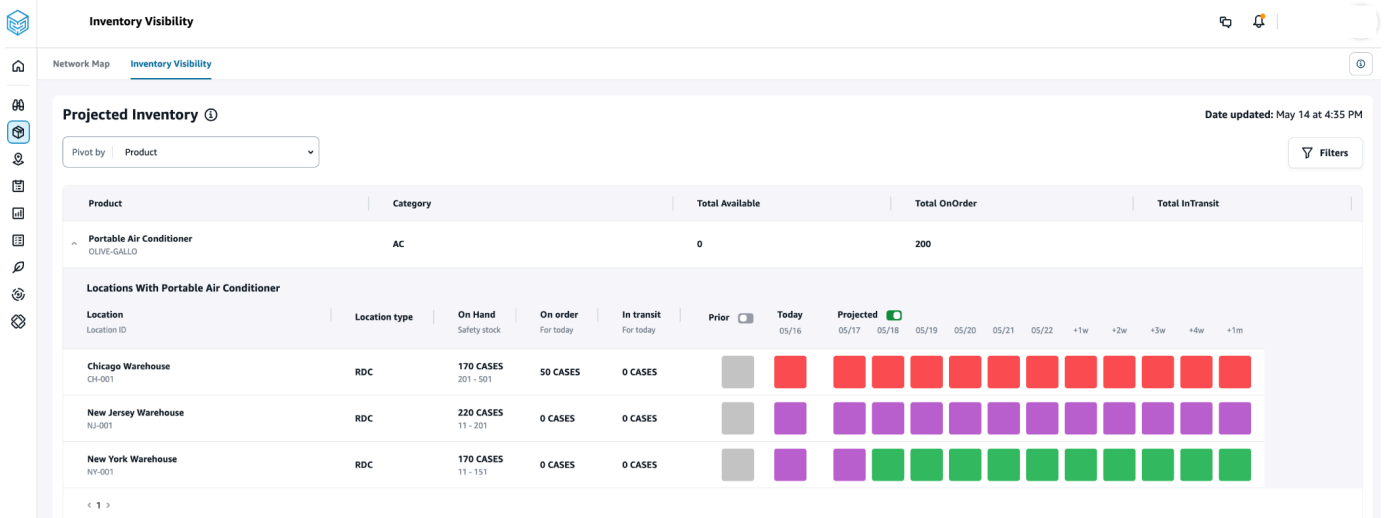 Inventory Visibility
Network Map Inventory Visibility
Projected Inventory
Date updated: May 14 at 4:35 PM
Pivot by Product
Filters
Product Category Total Available Total OnOrder Total InTransit
Portable Air Conditioner
OLIVE-GALLO
AC 0 200
Locations With Portable Air Conditioner
Location Location type On Hand On order In transit Prior Today Projected
Location ID Safety stock For today For today 05/16 05/17 05/18 05/19 05/20 05/21 05/22 +1w +2w +3w +4w +1m
Chicago Warehouse RDC 170 CASES 50 CASES 0 CASES
CH-001 201 - 501
New Jersey Warehouse RDC 220 CASES 0 CASES 0 CASES
NJ-001 11 - 201
New York Warehouse RDC 170 CASES 0 CASES 0 CASES
NY-001 11 - 151
‹ 1 ›